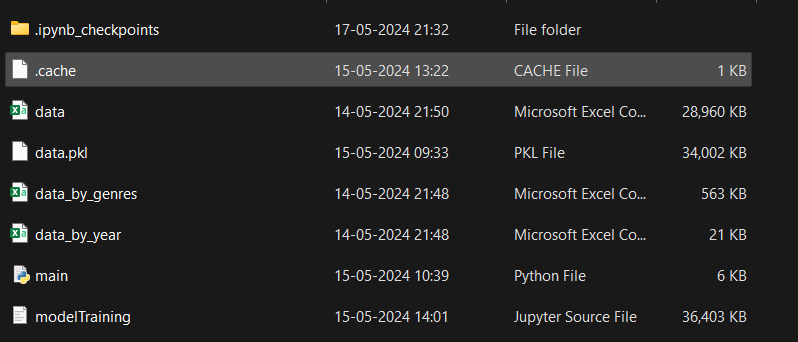 .ipynb_checkpoints 17-05-2024 21:32 File folder
.cache 15-05-2024 13:22 CACHE File 1 KB
data 14-05-2024 21:50 Microsoft Excel Co... 28,960 KB
data.pkl 15-05-2024 09:33 PKL File 34,002 KB
data_by_genres 14-05-2024 21:48 Microsoft Excel Co... 563 KB
data_by_year 14-05-2024 21:48 Microsoft Excel Co... 21 KB
main 15-05-2024 10:39 Python File 6 KB
modelTraining 15-05-2024 14:01 Jupyter Source File 36,403 KB